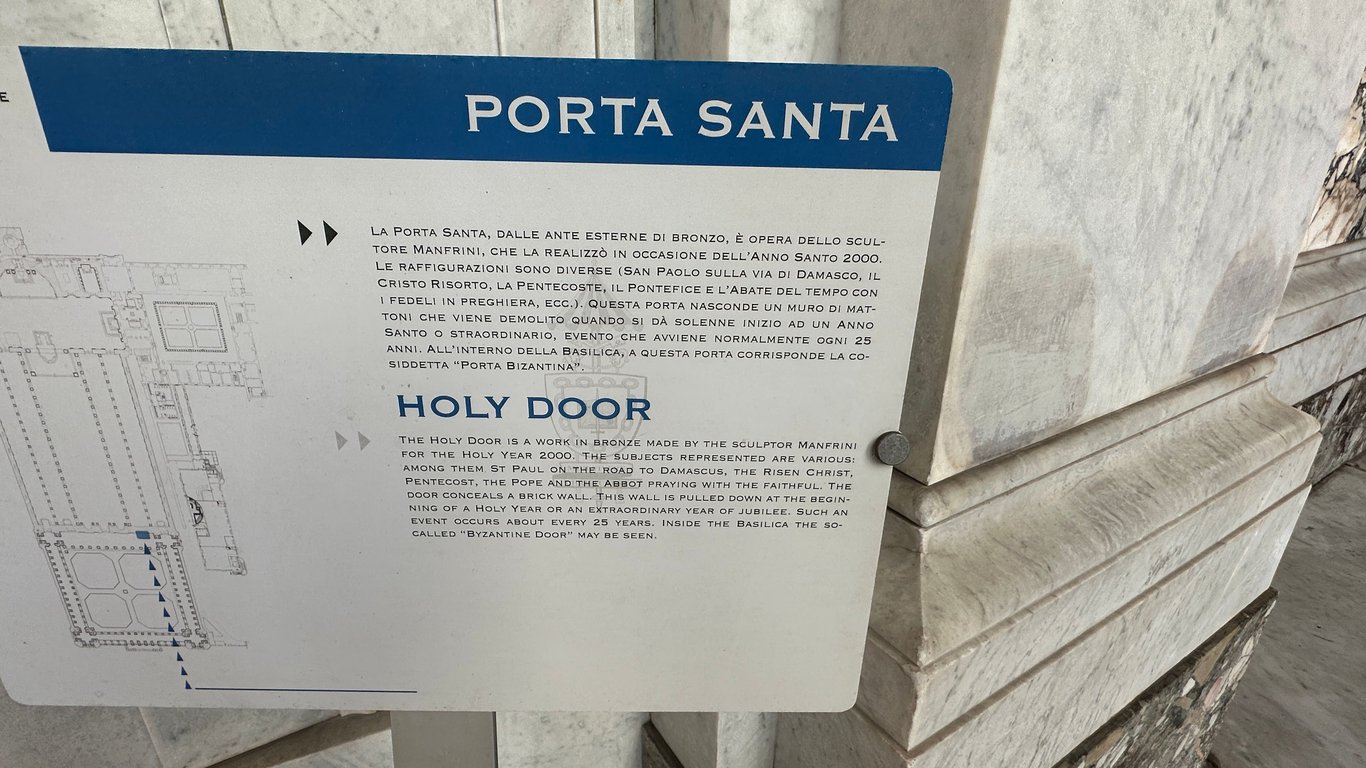 E
PORTA SANTA
LA PORTA SANTA, DALLE ANTE ESTERNE DI BRONZO, È OPERA DELLO SCUL-
TORE MANFRINI, CHE LA REALIZZÒ IN OCCASIONE DELL'ANNO SANTO 2000.
LE RAFFIGURAZIONI SONO DIVERSE (SAN PAOLO SULLA VIA DI DAMASCO, IL
CRISTO RISORTO, LA PENTECOSTE, IL PONTEFICE E L'ABATE DEL TEMPO CON
I FEDELI IN PREGHIERA, ECC.). QUESTA PORTA NASCONDE UN MURO DI MAT-
TONI CHE VIENE DEMOLITO QUANDO SI DÀ SOLENNE INIZIO AD UN ANNO
SANTO O STRAORDINARIO, EVENTO CHE AVVIENE NORMALMENTE OGNI 25
ANNI. ALL'INTERNO DELLA BASILICA, A QUESTA PORTA CORRISPONDE LA CO-
SIDDETTA "PORTA BIZANTINA".
HOLY DOOR
THE HOLY DOOR IS A WORK IN BRONZE MADE BY THE SCULPTOR MANFRINI
FOR THE HOLY YEAR 2000. THE SUBJECTS REPRESENTED ARE VARIOUS:
AMONG THEM ST PAUL ON THE ROAD TO DAMASCUS, THE RISEN CHRIST,
PENTECOST, THE POPE AND THE ABBOT PRAYING WITH THE FAITHFUL. THE
DOOR CONCEALS A BRICK WALL. THIS WALL IS PULLED DOWN AT THE BEGIN-
NING OF A HOLY YEAR OR AN EXTRAORDINARY YEAR OF JUBILEE. SUCH AN
EVENT OCCURS ABOUT EVERY 25 YEARS. INSIDE THE BASILICA THE SO-
CALLED "BYZANTINE DOOR" MAY BE SEEN.